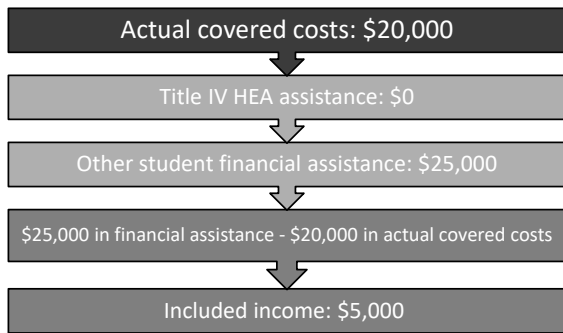 Actual covered costs: $20,000
Title IV HEA assistance: $0
Other student financial assistance: $25,000
$25,000 in financial assistance - $20,000 in actual covered costs
Included income: $5,000